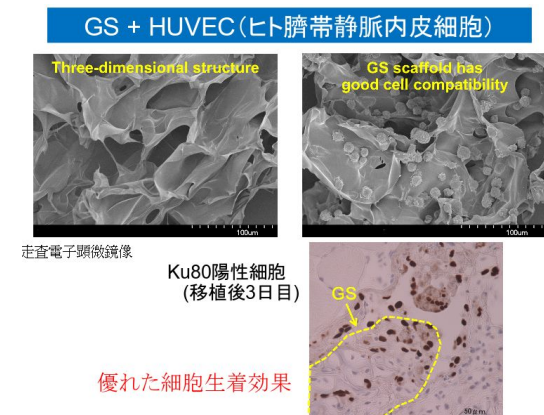 GS + HUVEC(ヒト臍帯静脈内皮細胞)
Three-dimensional structure
GS scaffold has
good cell compatibility
100um
100um
走査電子顕微鏡像
Ku80陽性細胞
(移植後3日目)
GS
優れた細胞生着効果
50μm